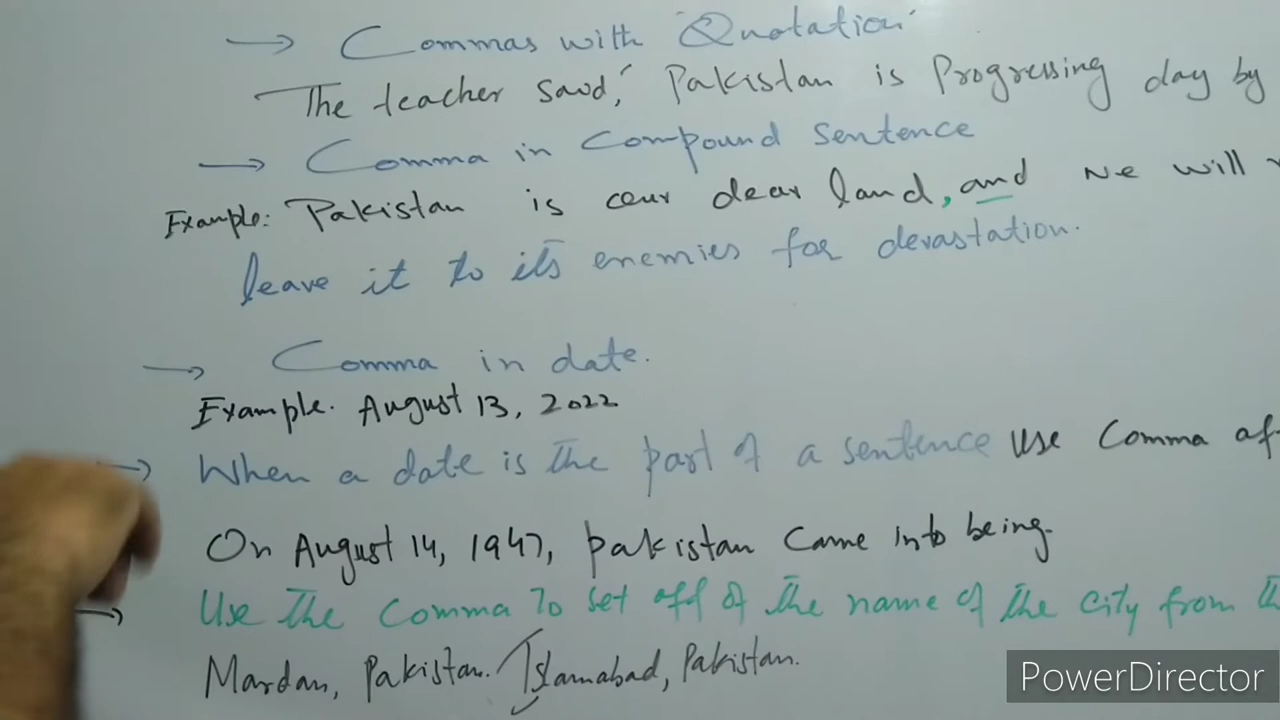 → Commas with "Quotation"
The teacher said, " Pakistan is Progressing day by
→ Comma in Compound Sentence
Example: Pakistan is our dear land, and we will
leave it to its enemies for devastation.
→ Comma in date.
Example. August 13, 2022
→ When a date is the part of a sentence use Comma af
On August 14, 1947, pakistan Came into being.
→ Use The Comma To set off of the name of the city from th
Mardan, Pakistan. Islamabad, Pakistan.
PowerDirector